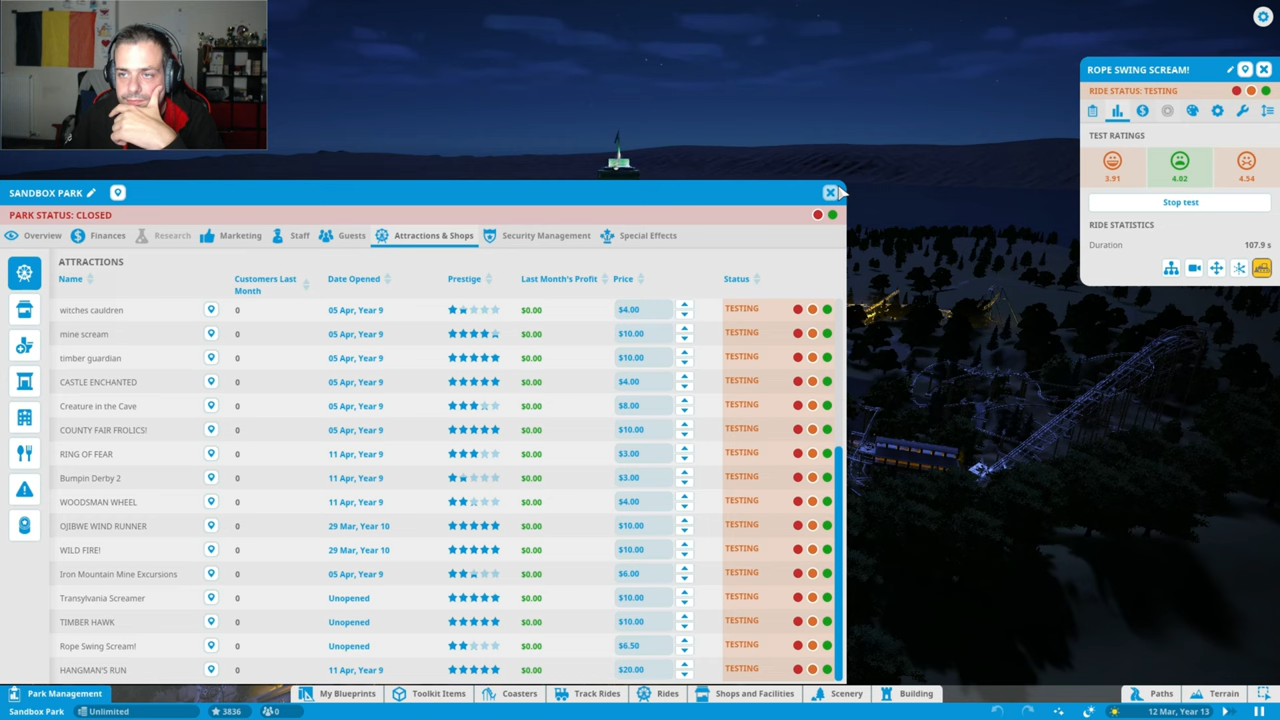 ROPE SWING SCREAM!
RIDE STATUS: TESTING
TEST RATINGS
3.91 4.02 4.54
Stop test
RIDE STATISTICS
Duration 107.9 s
SANDBOX PARK
PARK STATUS: CLOSED
Overview Finances Research Marketing Staff Guests Attractions & Shops Security Management Special Effects
ATTRACTIONS
Name Customers Last Month Date Opened Prestige Last Month's Profit Price Status
witches cauldren 0 05 Apr, Year 9 $0.00 $4.00 TESTING
mine scream 0 05 Apr, Year 9 $0.00 $10.00 TESTING
timber guardian 0 05 Apr, Year 9 $0.00 $10.00 TESTING
CASTLE ENCHANTED 0 05 Apr, Year 9 $0.00 $4.00 TESTING
Creature in the Cave 0 05 Apr, Year 9 $0.00 $8.00 TESTING
COUNTY FAIR FROLICS! 0 05 Apr, Year 9 $0.00 $10.00 TESTING
RING OF FEAR 0 11 Apr, Year 9 $0.00 $3.00 TESTING
Bumpin Derby 2 0 11 Apr, Year 9 $0.00 $3.00 TESTING
WOODSMAN WHEEL 0 11 Apr, Year 9 $0.00 $4.00 TESTING
OJIBWE WIND RUNNER 0 29 Mar, Year 10 $0.00 $10.00 TESTING
WILD FIRE! 0 29 Mar, Year 10 $0.00 $10.00 TESTING
Iron Mountain Mine Excursions 0 05 Apr, Year 9 $0.00 $6.00 TESTING
Transylvania Screamer 0 Unopened $0.00 $10.00 TESTING
TIMBER HAWK 0 Unopened $0.00 $10.00 TESTING
Rope Swing Scream! 0 Unopened $0.00 $6.50 TESTING
HANGMAN'S RUN 0 11 Apr, Year 9 $0.00 $20.00 TESTING
Park Management My Blueprints Toolkit Items Coasters Track Rides Rides Shops and Facilities Scenery Building Paths Terrain
Sandbox Park Unlimited 3836 0 12 Mar, Year 13